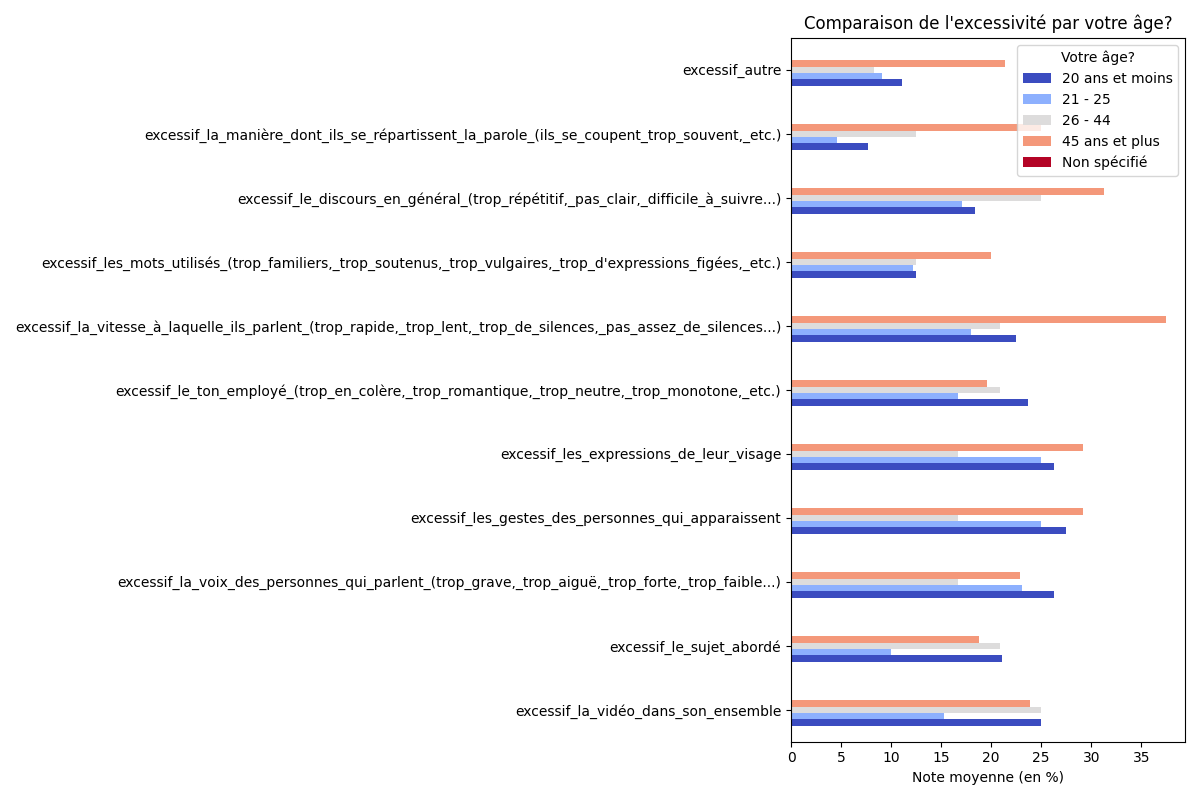 Comparaison de l'excessivité par votre âge?
excessif_autre
excessif_la_manière_dont_ils_se_répartissent_la_parole_(ils_se_coupent_trop_souvent,_etc.)
excessif_le_discours_en_général_(trop_répétitif,_pas_clair,_difficile_à_suivre...)
excessif_les_mots_utilisés_(trop_familiers,_trop_soutenus,_trop_vulgaires,_trop_d'expressions_figées,_etc.)
excessif_la_vitesse_à_laquelle_ils_parlent_(trop_rapide,_trop_lent,_trop_de_silences,_pas_assez_de_silences...)
excessif_le_ton_employé_(trop_en_colère,_trop_romantique,_trop_neutre,_trop_monotone,_etc.)
excessif_les_expressions_de_leur_visage
excessif_les_gestes_des_personnes_qui_apparaissent
excessif_la_voix_des_personnes_qui_parlent_(trop_grave,_trop_aiguë,_trop_forte,_trop_faible...)
excessif_le_sujet_abordé
excessif_la_vidéo_dans_son_ensemble
Votre âge?
20 ans et moins
21 - 25
26 - 44
45 ans et plus
Non spécifié
0 5 10 15 20 25 30 35
Note moyenne (en %)